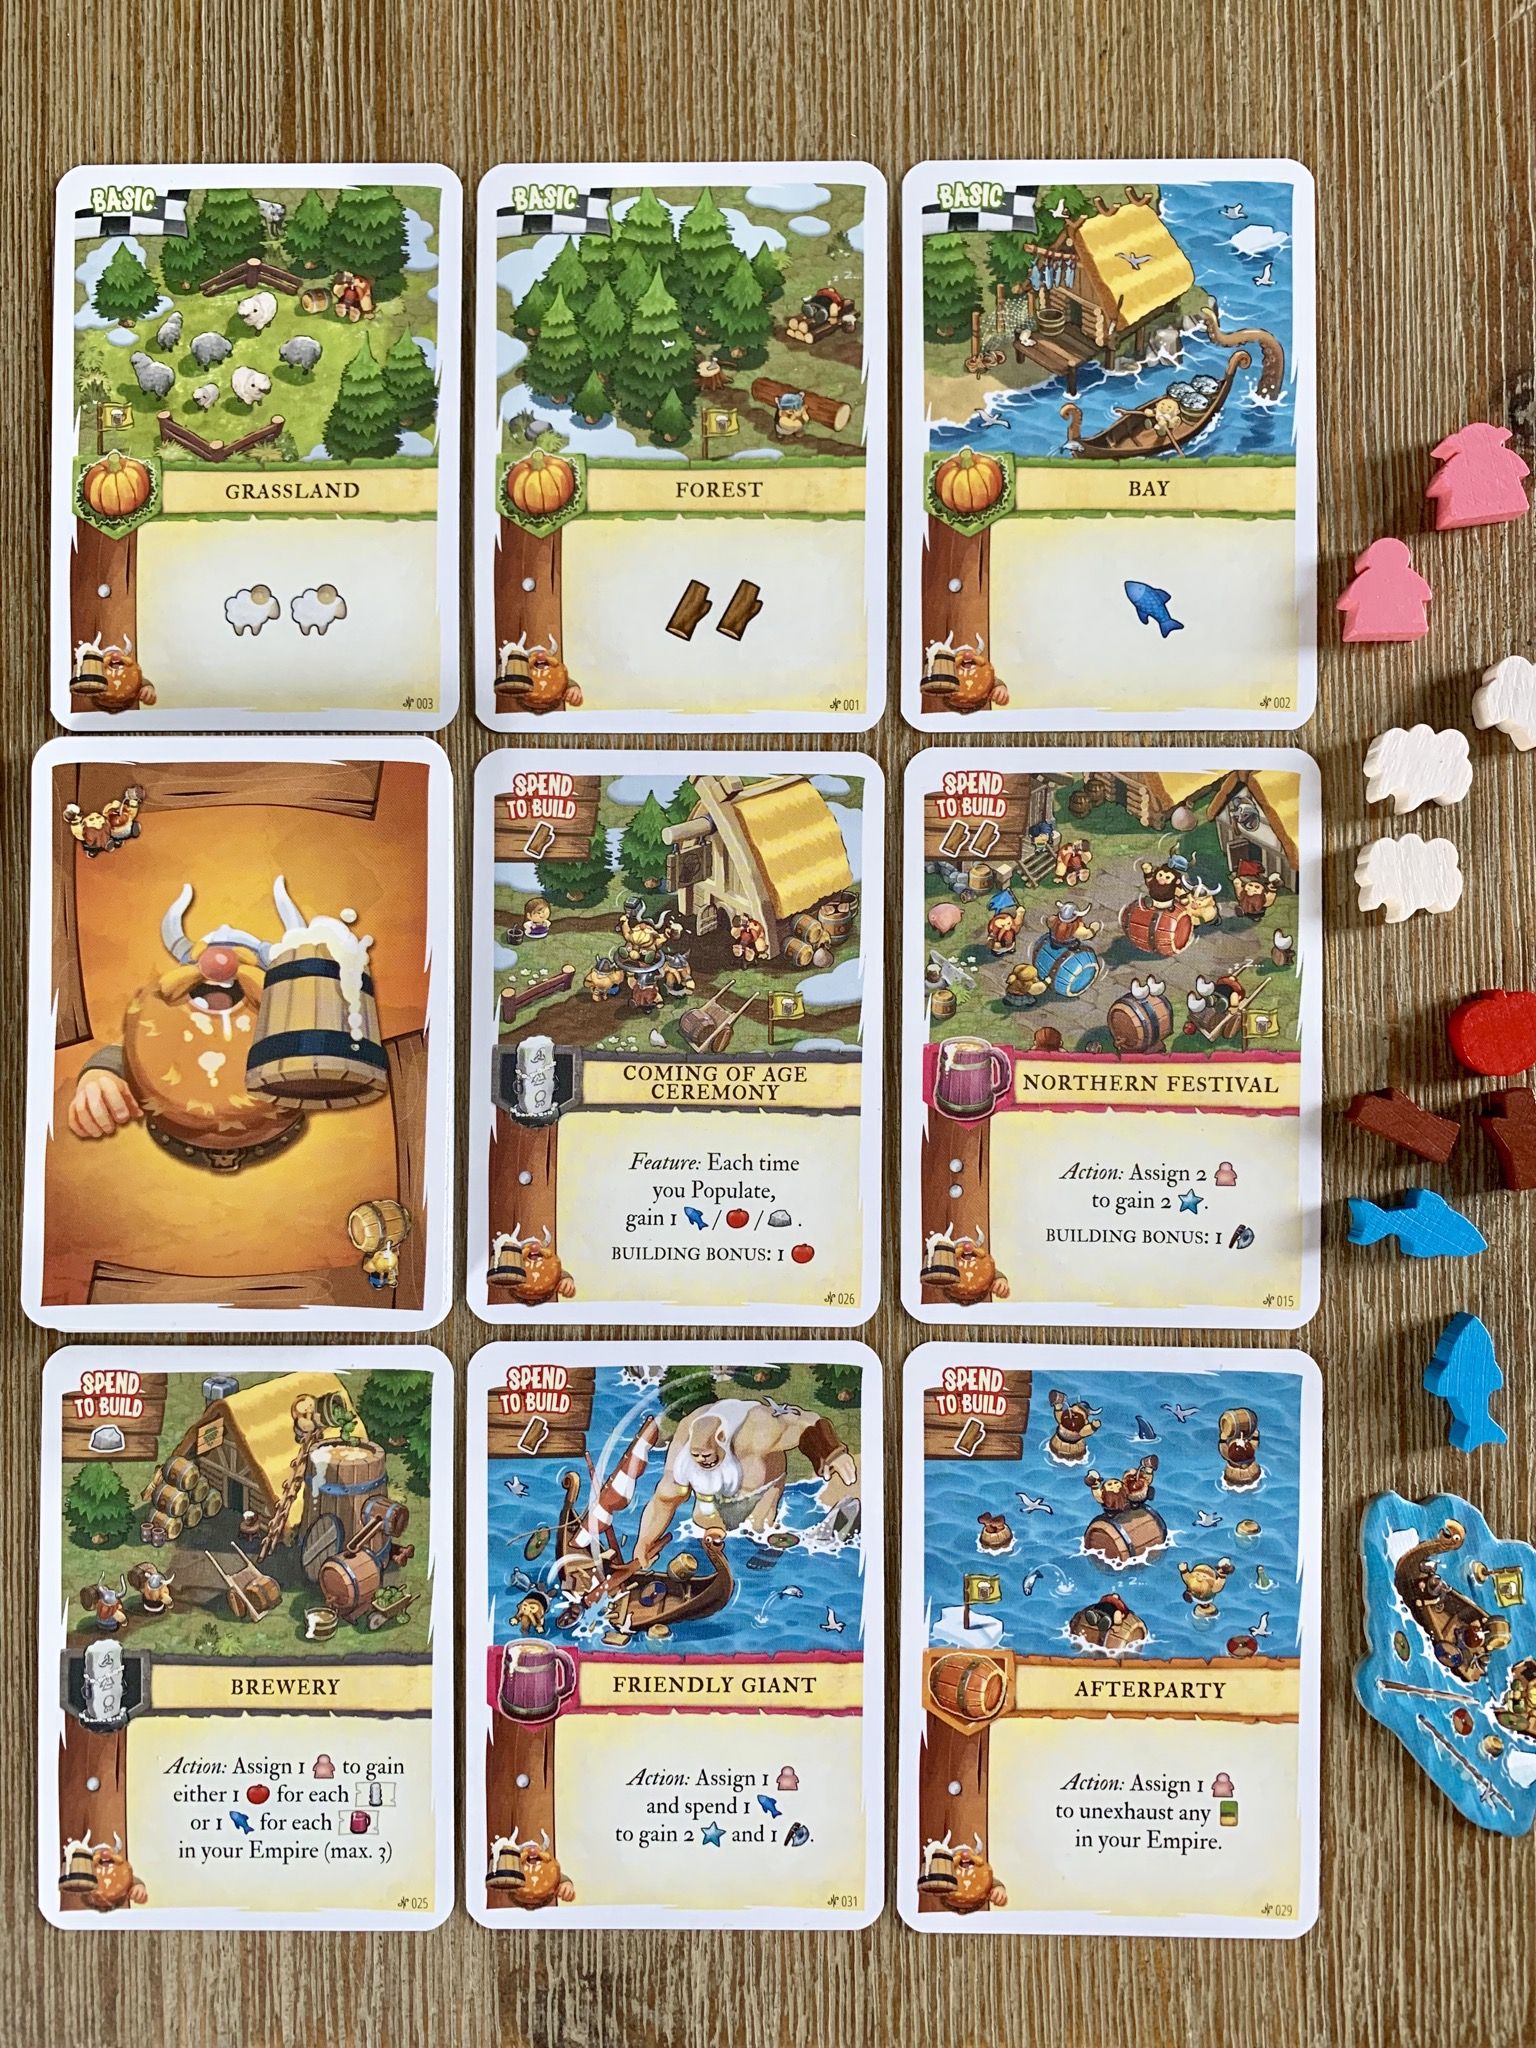 BASIC
GRASSLAND
003
BASIC
FOREST
zz..
001
BASIC
BAY
002
SPEND
TO BUILD
COMING OF AGE
CEREMONY
Feature: Each time
you Populate,
gain 1 / / .
BUILDING BONUS: 1
026
SPEND
TO BUILD
NORTHERN FESTIVAL
Action: Assign 2
to gain 2 .
BUILDING BONUS: 1
015
SPEND
TO BUILD
BREWERY
Action: Assign 1 to gain
either 1 for each
or 1 for each
in your Empire (max. 3)
025
SPEND
TO BUILD
FRIENDLY GIANT
Action: Assign 1
and spend 1
to gain 2 and 1 .
031
SPEND
TO BUILD
zz..
AFTERPARTY
Action: Assign 1
to unexhaust any
in your Empire.
029